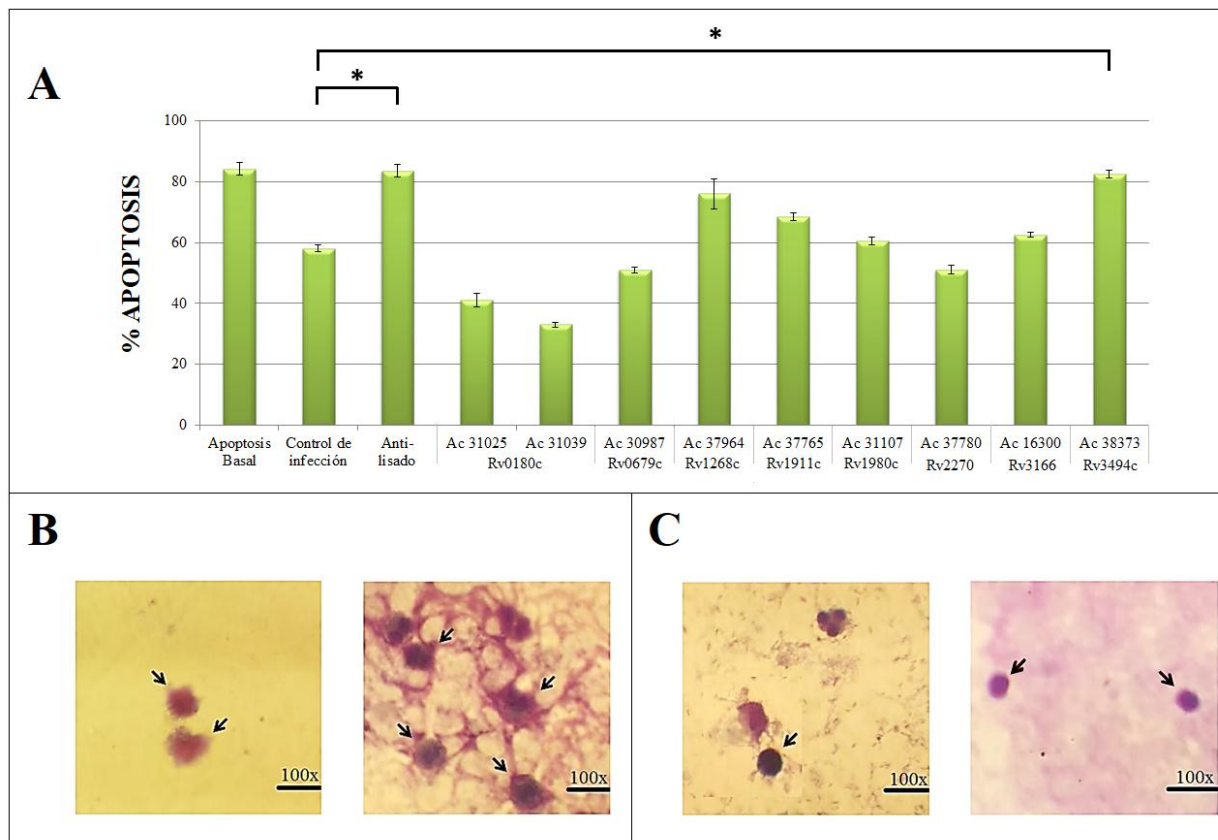 *
*
A
% APOPTOSIS
100
80
60
40
20
0
Apoptosis Basal
Control de infección
Anti-lisado
Ac 31025
Ac 31039
Rv0180c
Ac 30987
Rv0679c
Ac 37964
Rv1268c
Ac 37765
Rv1911c
Ac 31107
Rv1980c
Ac 37780
Rv2270
Ac 16300
Rv3166
Ac 38373
Rv3494c
B
100x
100x
C
100x
100x